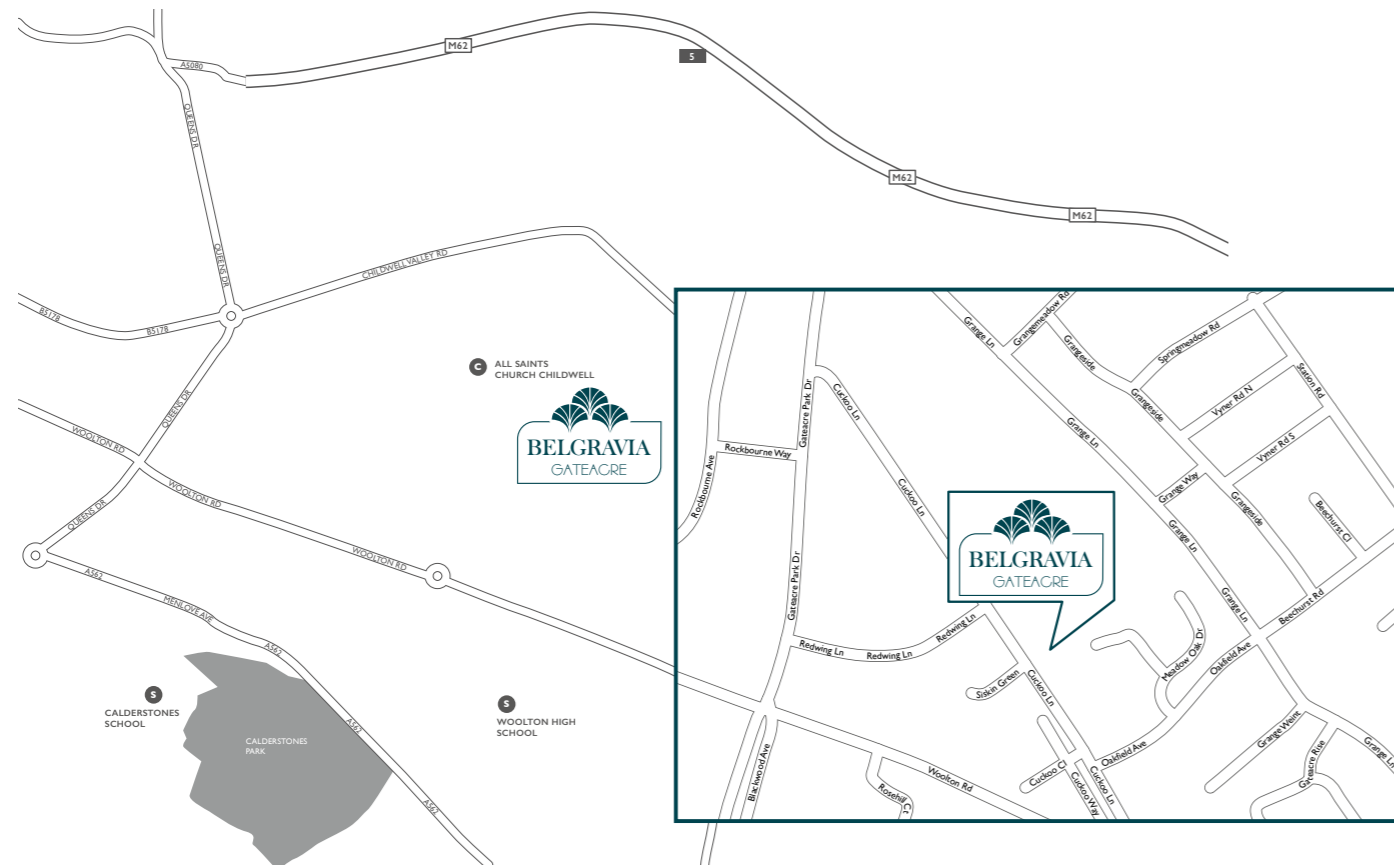 M62
5
A5080
QUEENS DR
M62
M62
QUEENS DR
CHILDWELL VALLEY RD
B5178
B5178
C
ALL SAINTS
CHURCH CHILDWELL
BELGRAVIA
GATEACRE
QUEENS DR
WOOLTON RD
WOOLTON RD
QUEENS DR
WOOLTON RD
A562
MENLOVE AVE
A562
S
CALDERSTONES
SCHOOL
CALDERSTONES
PARK
A562
A562
S
WOOLTON HIGH
SCHOOL
Grange Ln
Grangemeadow Rd
Grangeside
Springmeadow Rd
Station Rd
Gateacre Park Dr
Cuckoo Ln
Grangeside
Vyner Rd N
Rockbourne Way
Grange Ln
Vyner Rd S
Rockbourne Ave
Cuckoo Ln
Grange Way
Grangeside
Beechurst Cl
BELGRAVIA
GATEACRE
Grange Ln
Gateacre Park Dr
Grange Ln
Beechurst Rd
Redwing Ln
Redwing Ln
Redwing Ln
Meadow Oak Dr
Oakfield Ave
Siskin Green
Cuckoo Ln
Grange Weint
Gateacre Rise
Grange Ln
Oakfield Ave
Blackwood Ave
Woolton Rd
Rosehill Ct
Cuckoo Cl
Cuckoo Way
Cuckoo Ln